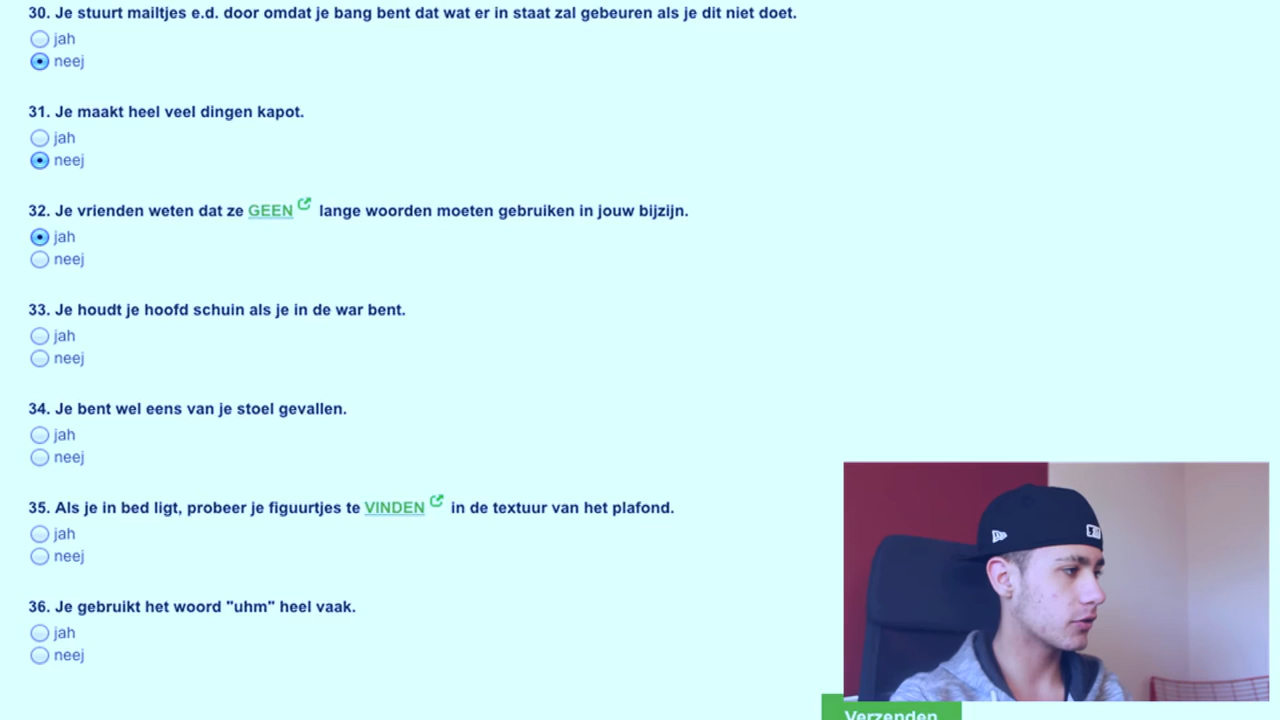 30. Je stuurt mailtjes e.d. door omdat je bang bent dat wat er in staat zal gebeuren als je dit niet doet.
jah
neej
31. Je maakt heel veel dingen kapot.
jah
neej
32. Je vrienden weten dat ze GEEN lange woorden moeten gebruiken in jouw bijzijn.
jah
neej
33. Je houdt je hoofd schuin als je in de war bent.
jah
neej
34. Je bent wel eens van je stoel gevallen.
jah
neej
35. Als je in bed ligt, probeer je figuurtjes te VINDEN in de textuur van het plafond.
jah
neej
36. Je gebruikt het woord "uhm" heel vaak.
jah
neej
Verzenden